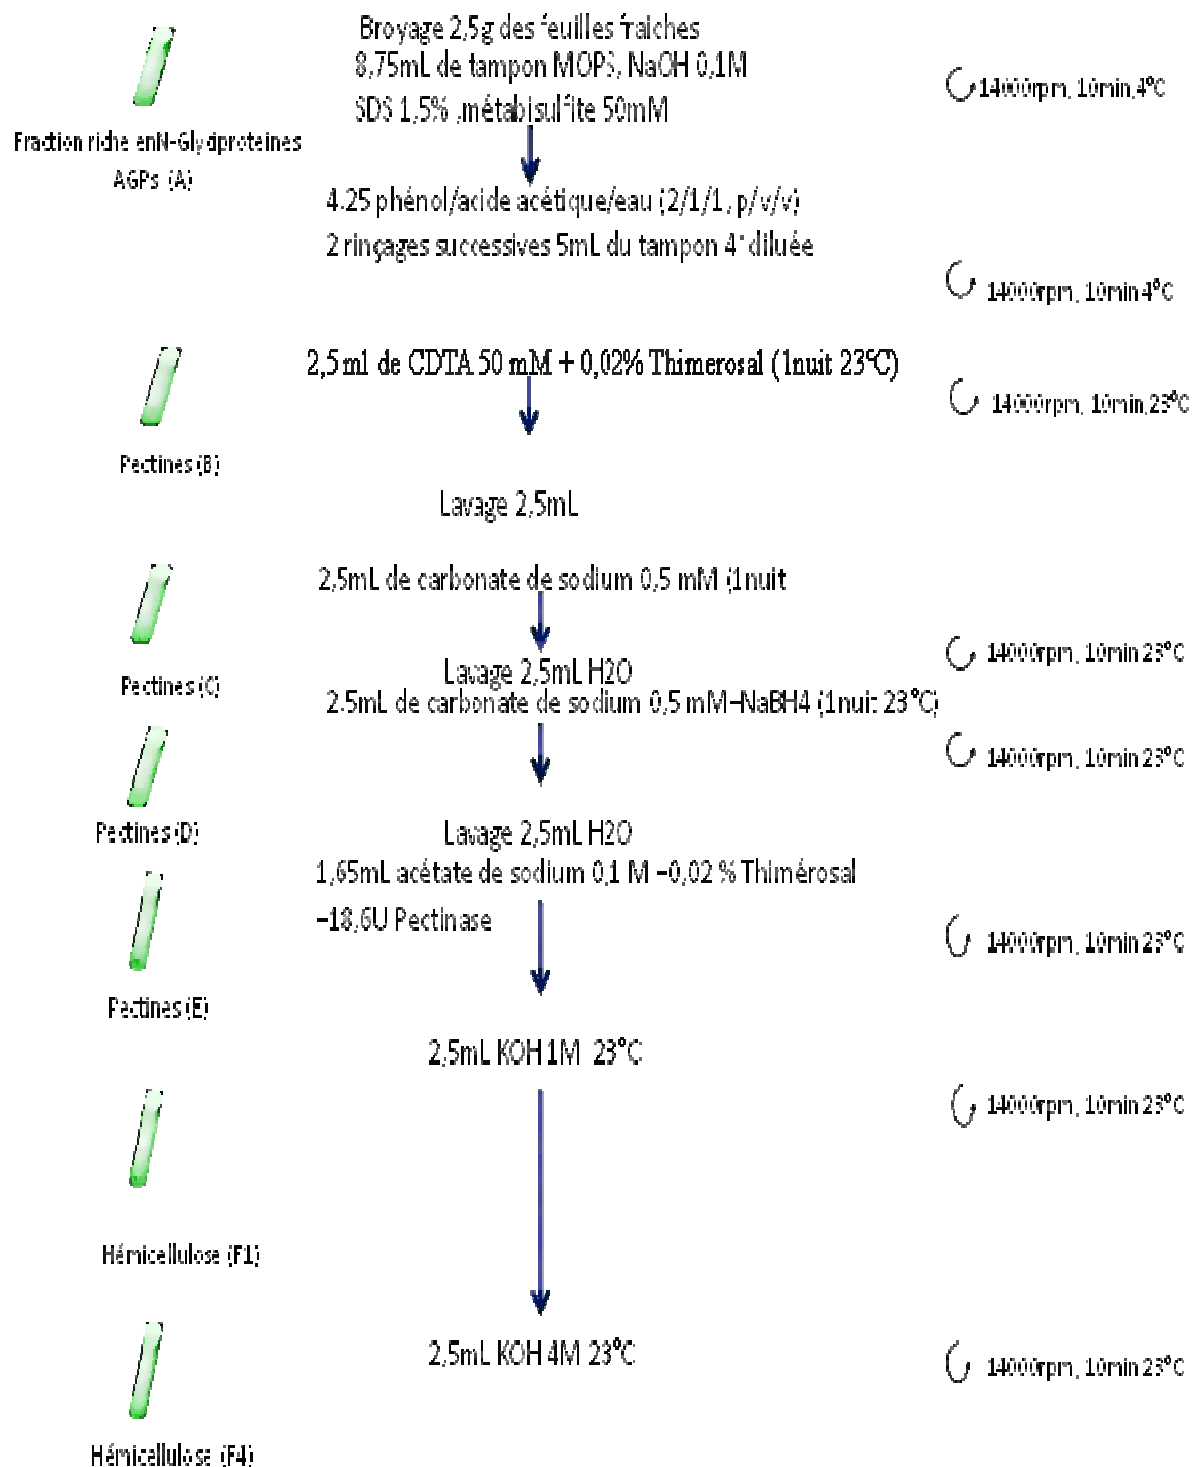 Broyage 2,5g des feuilles fraiches
8,75mL de tampon MOPS, NaOH 0,1M
SDS 1,5% ,métabisulfite 50mM
14000rpm, 10min,4°C
Fraction riche enN-Glycoproteines
AGPs (A)
4.25 phénol/acide acétique/eau (2/1/1, p/v/v)
2 rinçages successives 5mL du tampon 4° diluée
14000rpm, 10min 4°C
2,5 ml de CDTA 50 mM + 0,02% Thimerosal (1nuit 23°C)
14000rpm, 10min,23°C
Pectines (B)
Lavage 2,5mL
2,5mL de carbonate de sodium 0,5 mM (1nuit
14000rpm, 10min 23°C
Lavage 2,5mL H2O
Pectines (C)
2.5mL de carbonate de sodium 0,5 mM+NaBH4 (1nuit 23°C)
14000rpm, 10min 23°C
Pectines (D)
Lavage 2,5mL H2O
1,65mL acétate de sodium 0,1 M +0,02 % Thimérosal
+18,6U Pectinase
14000rpm, 10min 23°C
Pectines (E)
2,5mL KOH 1M 23°C
14000rpm, 10min 23°C
Hémicellulose (F1)
2,5mL KOH 4M 23°C
14000rpm, 10min 23°C
Hémicellulose (F4)